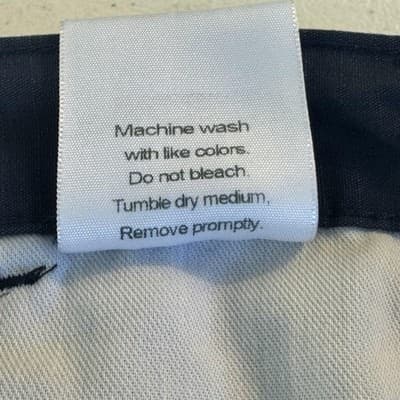 Machine wash
with like colors.
Do not bleach.
Tumble dry medium,
Remove promptly.